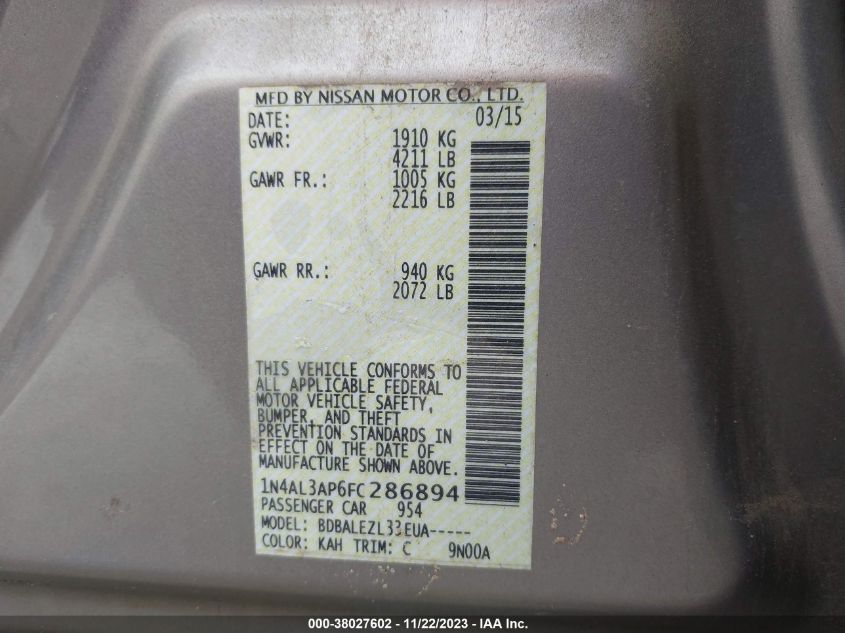 MFD BY NISSAN MOTOR CO., LTD.
DATE: 03/15
GVWR: 1910 KG
4211 LB
GAWR FR.: 1005 KG
2216 LB
GAWR RR.: 940 KG
2072 LB
THIS VEHICLE CONFORMS TO
ALL APPLICABLE FEDERAL
MOTOR VEHICLE SAFETY,
BUMPER, AND THEFT
PREVENTION STANDARDS IN
EFFECT ON THE DATE OF
MANUFACTURE SHOWN ABOVE.
1N4AL3AP6FC286894
PASSENGER CAR 954
MODEL: BDBALEZL33EUA-----
COLOR: KAH TRIM: C 9N00A
000-38027602 - 11/22/2023 - IAA Inc.